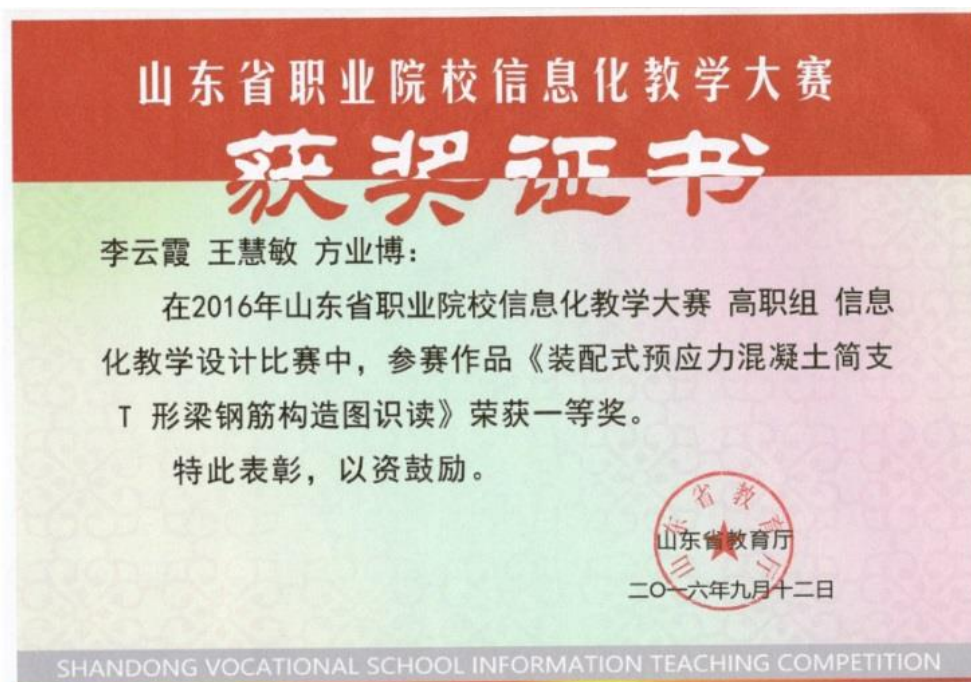 山东省职业院校信息化教学大赛
获奖证书
李云霞 王慧敏 方业博：
在2016年山东省职业院校信息化教学大赛 高职组 信息
化教学设计比赛中，参赛作品《装配式预应力混凝土简支
T 形梁钢筋构造图识读》荣获一等奖。
特此表彰，以资鼓励。
山东省教育厅
山东省教育厅
二〇一六年九月十二日
SHANDONG VOCATIONAL SCHOOL INFORMATION TEACHING COMPETITION